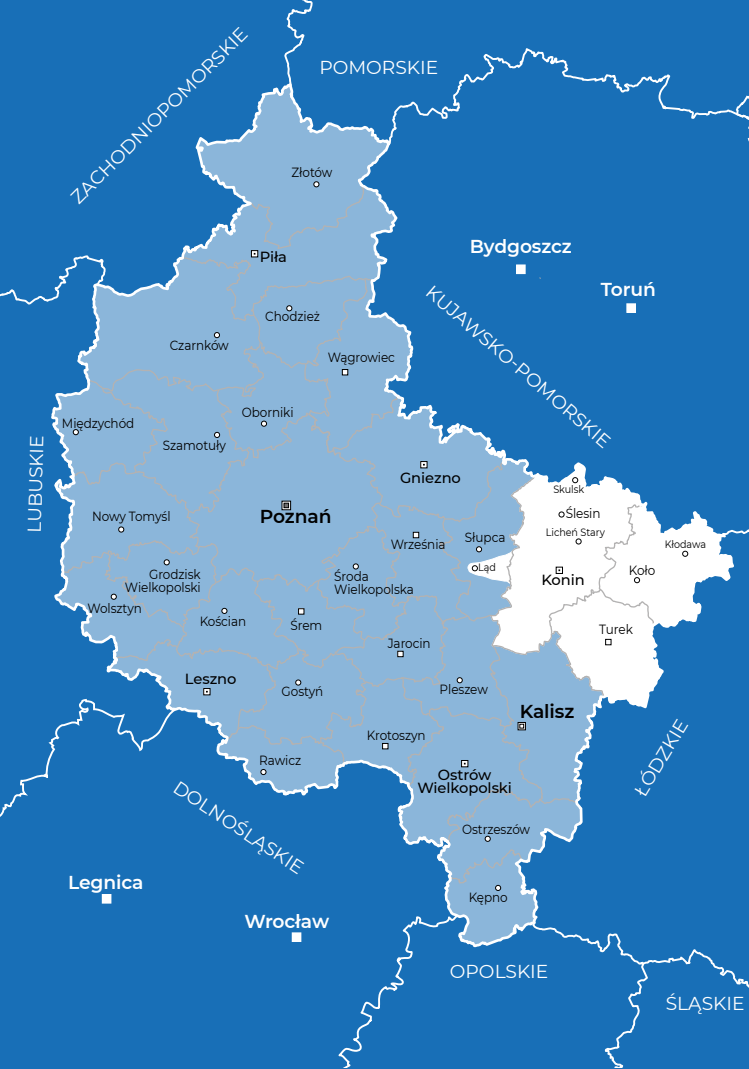 POMORSKIE
ZACHODNIOPOMORSKIE
Złotów
Bydgoszcz
Piła
Toruń
KUJAWSKO-POMORSKIE
Chodzież
Czarnków
Wągrowiec
Oborniki
Międzychód
Szamotuły
LUBUSKIE
Gniezno
Skulsk
Ślesin
Poznań
Nowy Tomyśl
Licheń Stary
Września
Słupca
Kłodawa
Ląd
Koło
Konin
Grodzisk
Wielkopolski
Środa
Wielkopolska
Wolsztyn
Kościan
Śrem
Turek
Jarocin
Leszno
Gostyń
Pleszew
Kalisz
Krotoszyn
ŁÓDZKIE
Rawicz
Ostrów
Wielkopolski
DOLNOŚLĄSKIE
Ostrzeszów
Legnica
Kępno
Wrocław
OPOLSKIE
ŚLĄSKIE